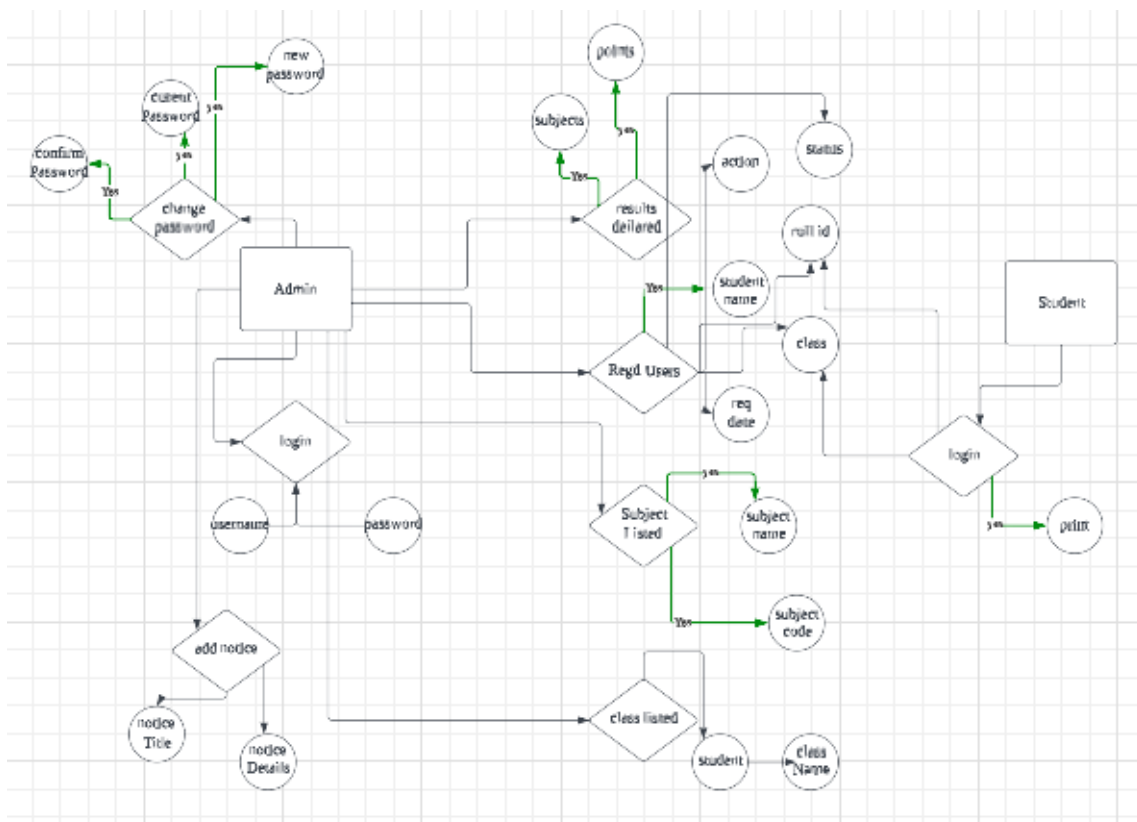 new
password
points
current
Password
yes
subjects
yes
status
confirm
Password
yes
action
Yes
Yes
change
password
results
roll id
Admin
Yes
student
name
Student
class
Regd Users
req
date
login
login
yes
Subject
username
password
subject
name
yes
print
Yes
subject
code
add notice
notice
Title
class listed
notice
Details
student
class
Name